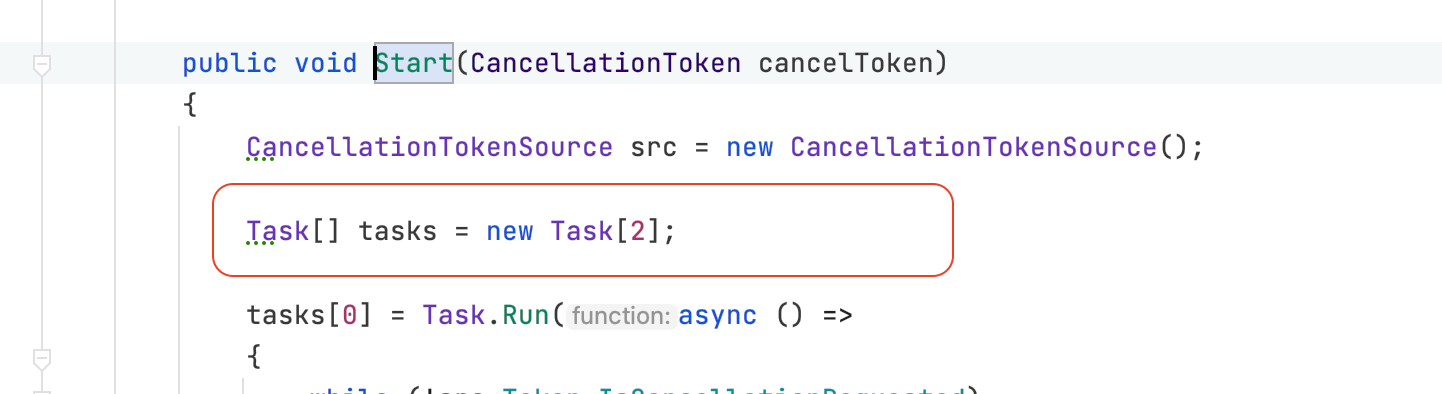 public void Start(CancellationToken cancelToken)
{
CancellationTokenSource src = new CancellationTokenSource();
Task[] tasks = new Task[2];
tasks[0] = Task.Run(function: async () =>
{